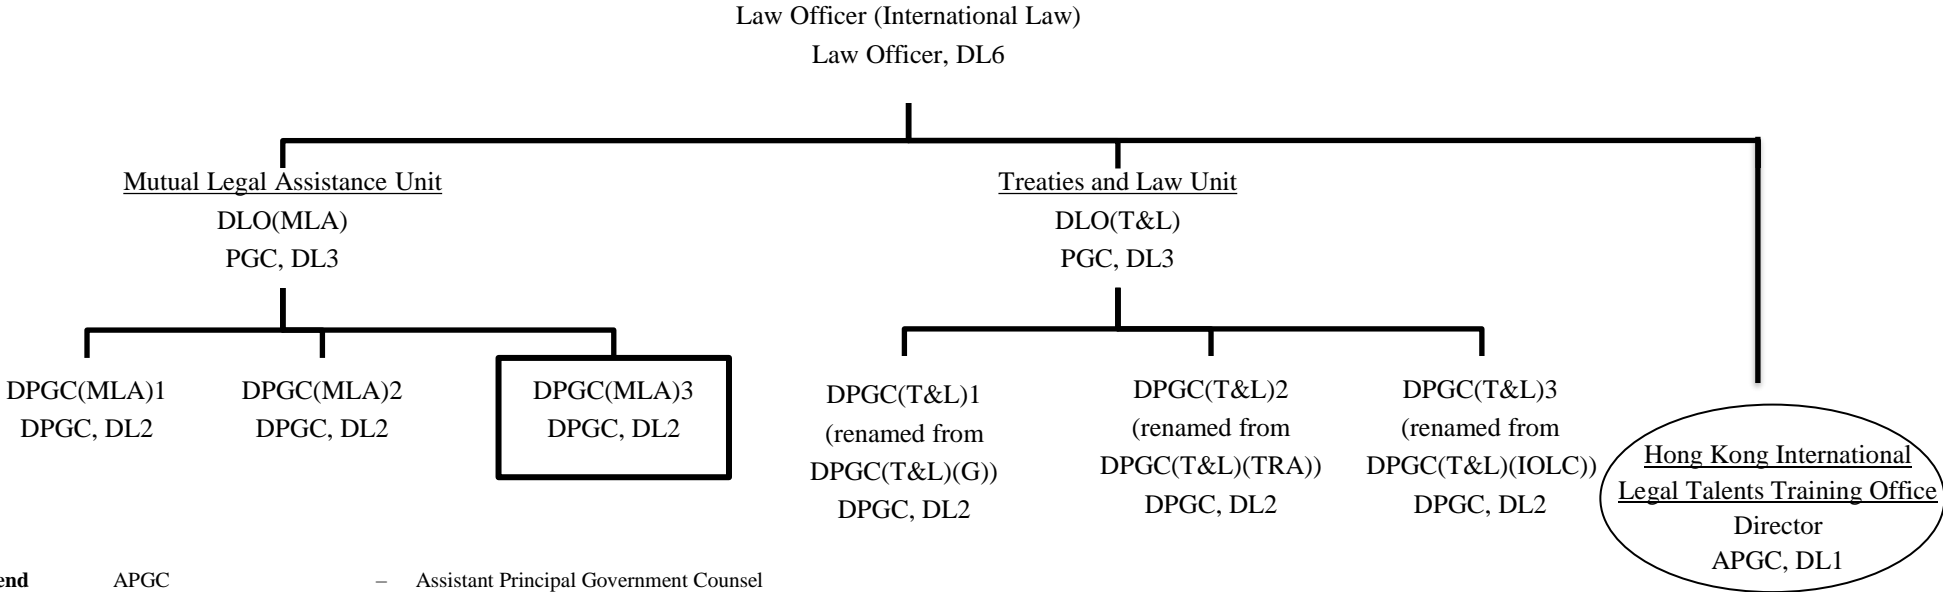 Law Officer (International Law)
Law Officer, DL6
Mutual Legal Assistance Unit
DLO(MLA)
PGC, DL3
Treaties and Law Unit
DLO(T&L)
PGC, DL3
DPGC(MLA)1
DPGC, DL2
DPGC(MLA)2
DPGC, DL2
DPGC(MLA)3
DPGC, DL2
DPGC(T&L)1
(renamed from
DPGC(T&L)(G))
DPGC, DL2
DPGC(T&L)2
(renamed from
DPGC(T&L)(TRA))
DPGC, DL2
DPGC(T&L)3
(renamed from
DPGC(T&L)(IOLC))
DPGC, DL2
Hong Kong International
Legal Talents Training Office
Director
APGC, DL1
end APGC – Assistant Principal Government Counsel